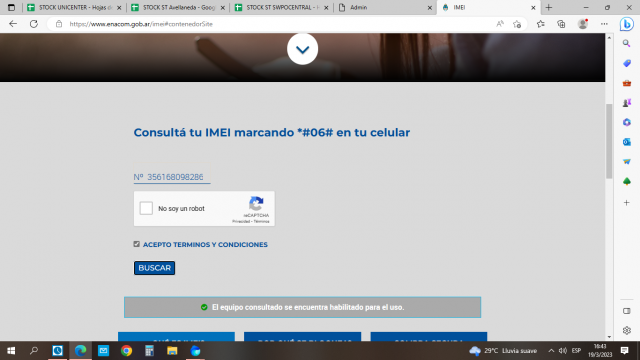 STOCK UNICENTER - Hojas d
STOCK ST Avellaneda - Goog
STOCK ST SWPOCENTRAL - H
Admin
IMEI
https://www.enacom.gob.ar/imei#contenedorSite
Consultá tu IMEI marcando *#06# en tu celular
Nº 356168098286
No soy un robot
reCAPTCHA
Privacidad - Términos
ACEPTO TERMINOS Y CONDICIONES
BUSCAR
El equipo consultado se encuentra habilitado para el uso.
29°C Lluvia suave
ESP
16:43
19/3/2023